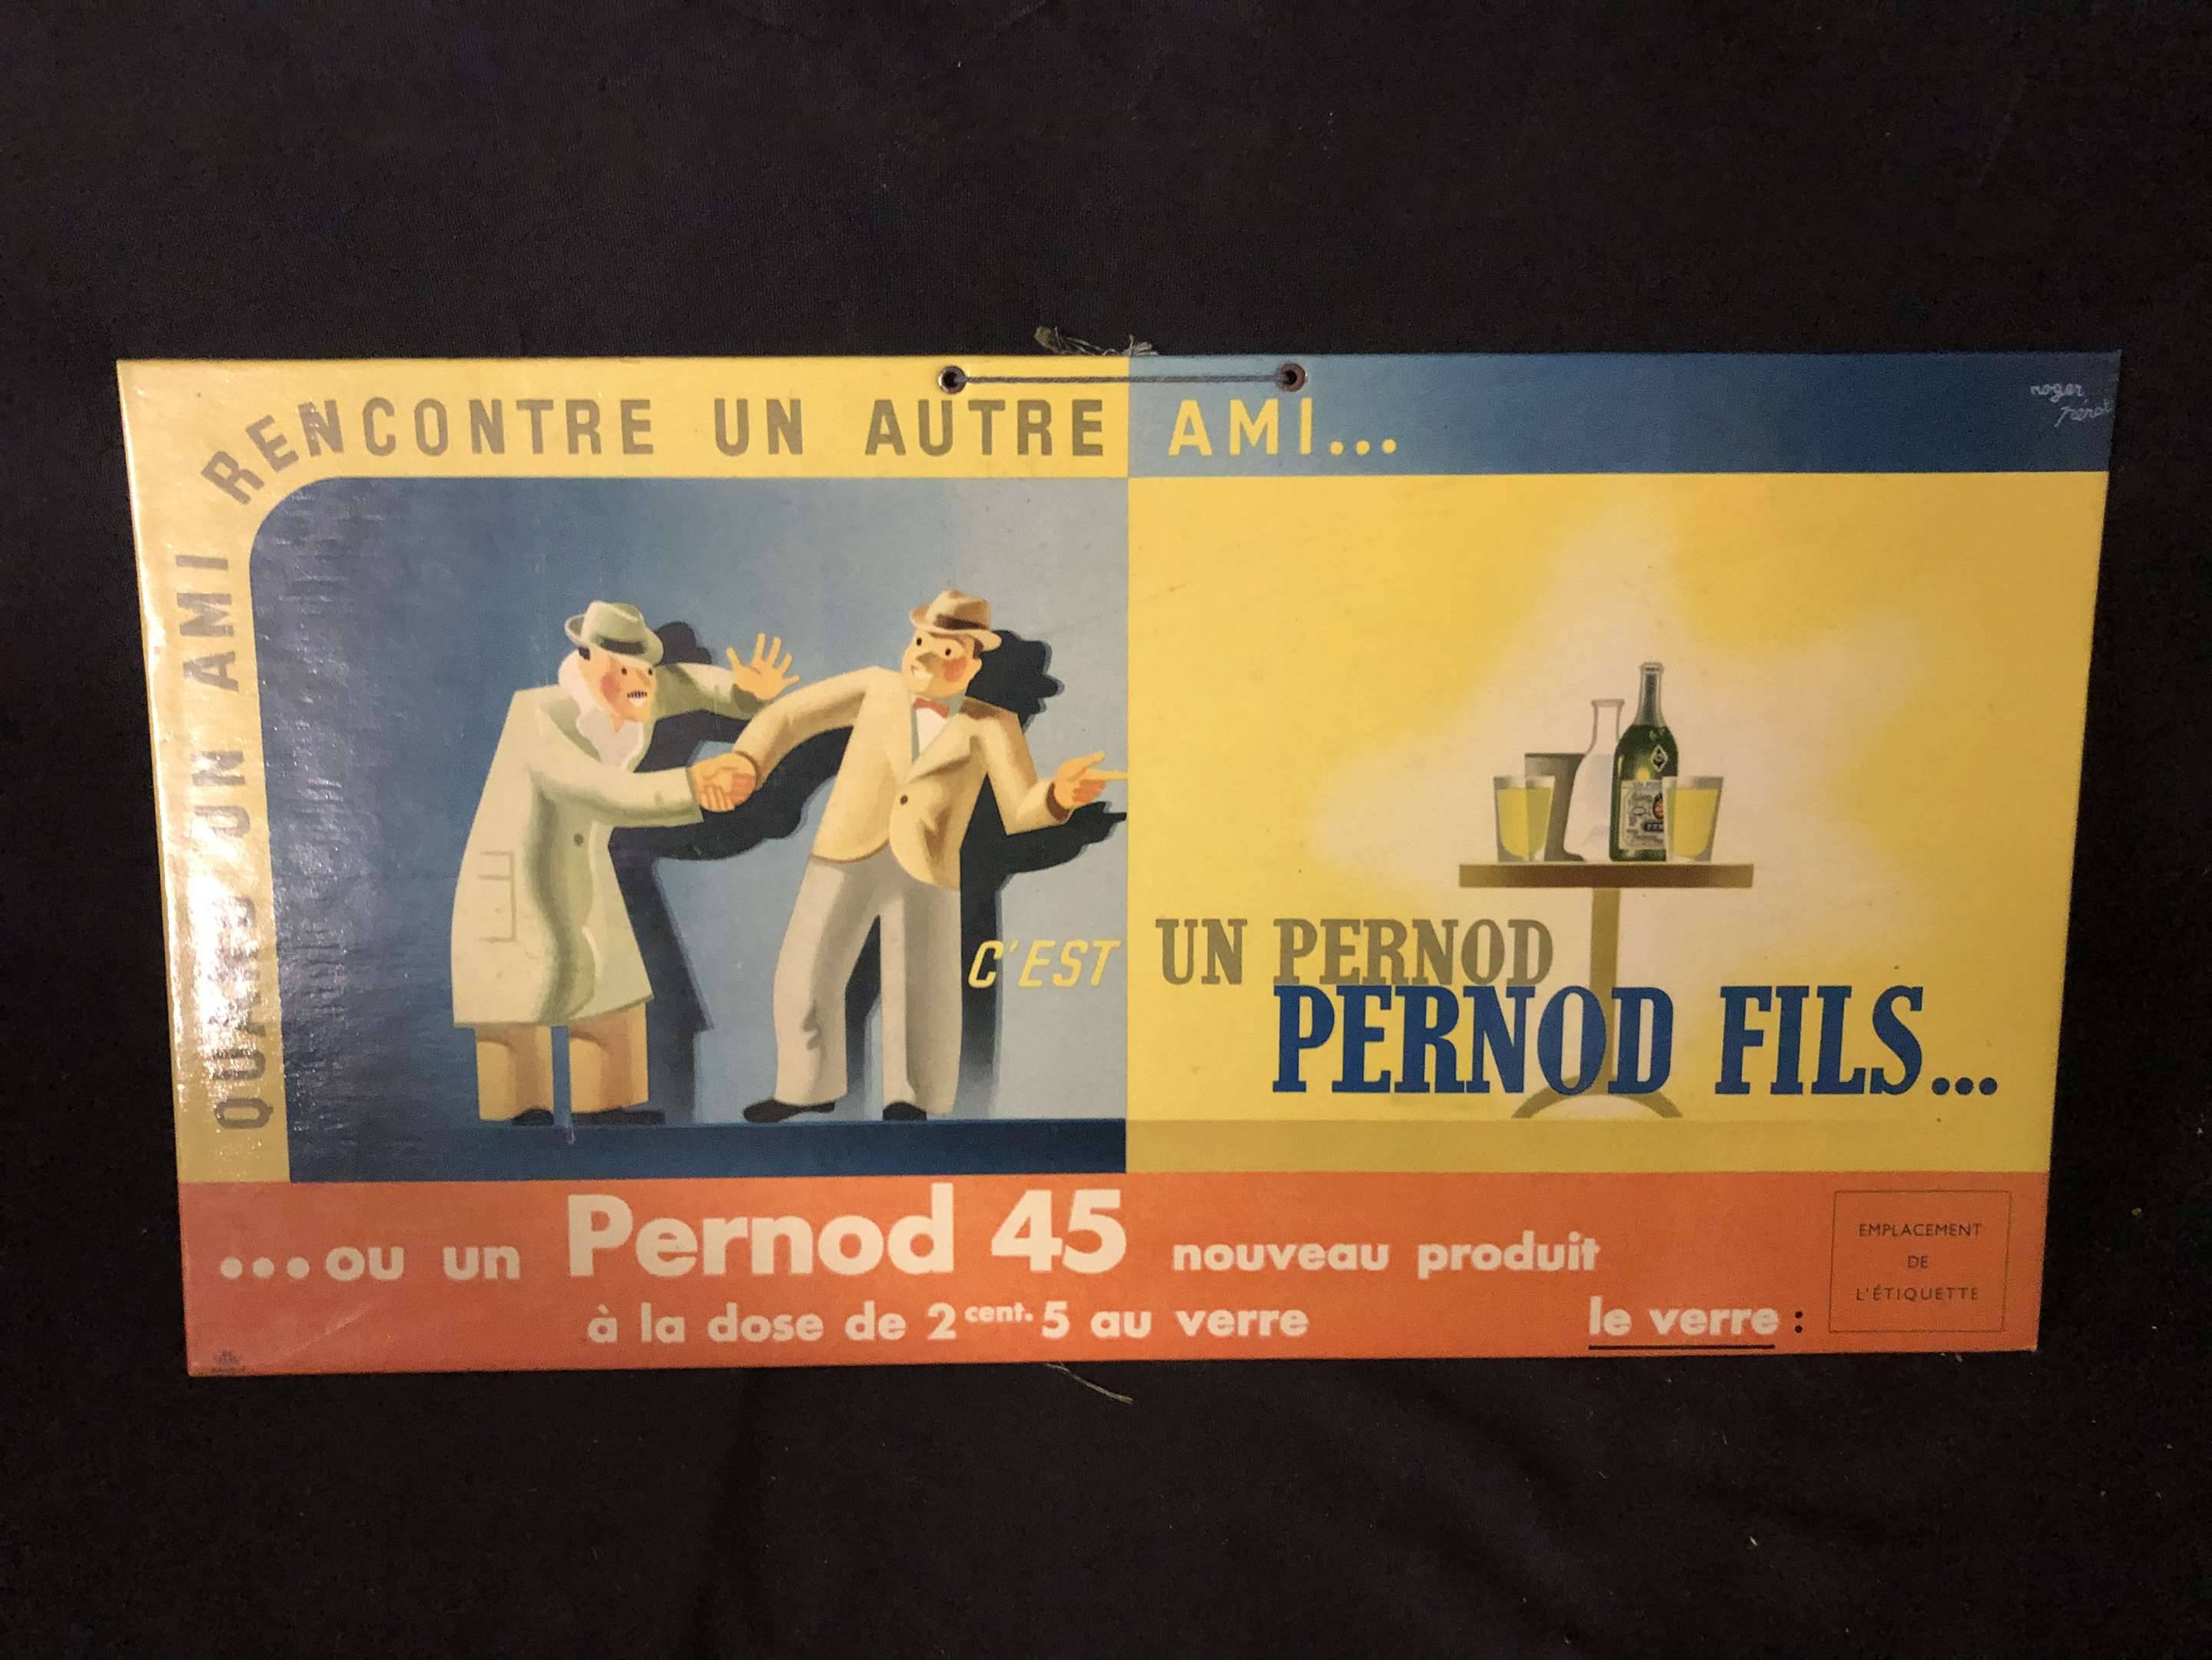 QUAND UN AMI RENCONTRE UN AUTRE AMI...
roger
C'EST UN PERNOD
PERNOD FILS...
...ou un Pernod 45 nouveau produit
à la dose de 2 cent. 5 au verre
le verre :
EMPLACEMENT
DE
L'ÉTIQUETTE